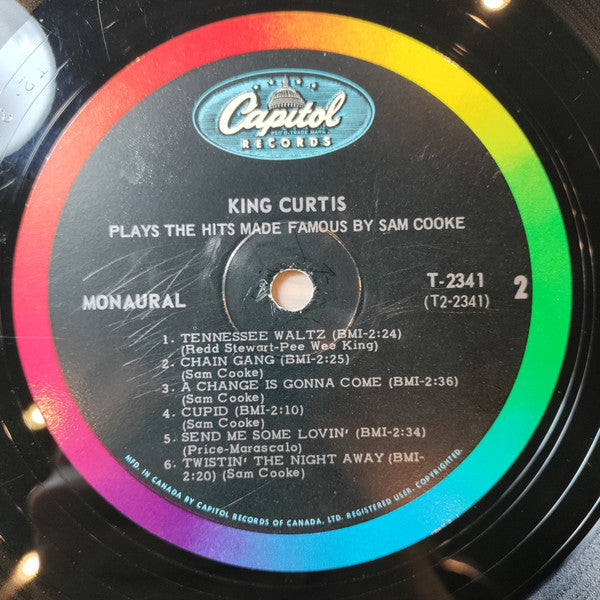 Capitol
REG. U.S. TRADE MARK
RECORDS
KING CURTIS
PLAYS THE HITS MADE FAMOUS BY SAM COOKE
MONAURAL
T-2341
(T2-2341)
2
1. TENNESSEE WALTZ (BMI-2:24)
(Redd Stewart-Pee Wee King)
2. CHAIN GANG (BMI-2:25)
(Sam Cooke)
3. A CHANGE IS GONNA COME (BMI-2:36)
(Sam Cooke)
4. CUPID (BMI-2:10)
(Sam Cooke)
5. SEND ME SOME LOVIN' (BMI-2:34)
(Price-Marascalo)
6. TWISTIN' THE NIGHT AWAY (BMI-
2:20) (Sam Cooke)
MFD. IN CANADA BY CAPITOL RECORDS OF CANADA, LTD. REGISTERED USER. COPYRIGHTED.